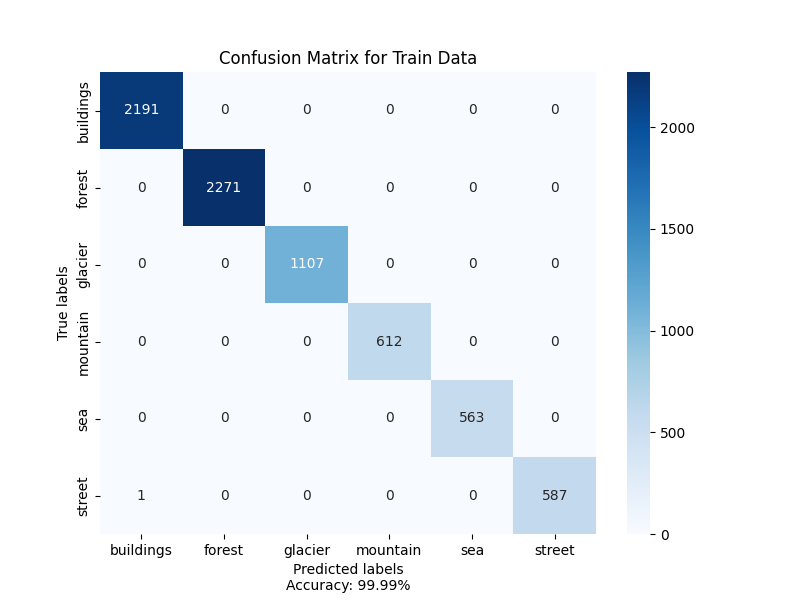 Confusion Matrix for Train Data
True labels
buildings 2191 0 0 0 0 0
forest 0 2271 0 0 0 0
glacier 0 0 1107 0 0 0
mountain 0 0 0 612 0 0
sea 0 0 0 0 563 0
street 1 0 0 0 0 587
buildings forest glacier mountain sea street
Predicted labels
Accuracy: 99.99%
2000
1500
1000
500
0